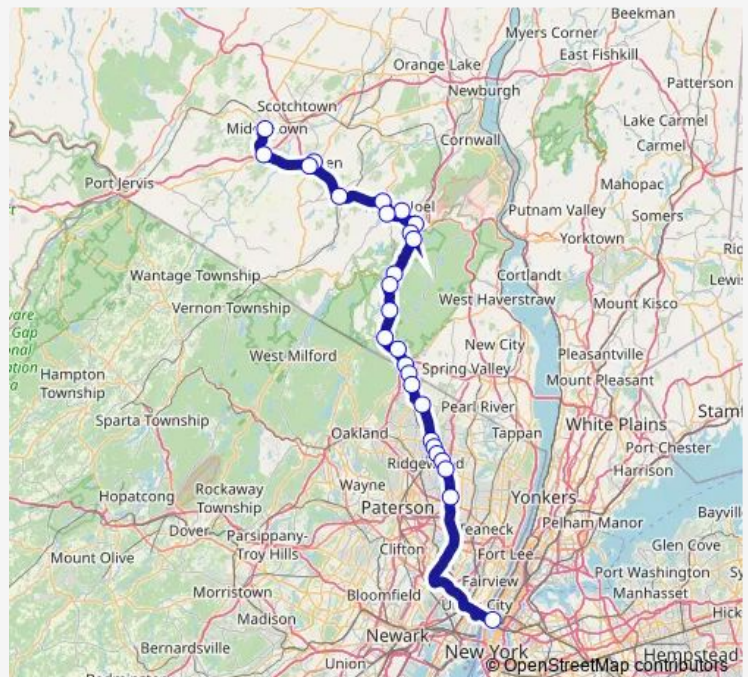 Beekman
Myers Corner
East Fishkill
Orange Lake
Patterson
Newburgh
Scotchtown
Lake Carmel
Cornwall
Carmel
Port Jervis
Mahopac
Putnam Valley
Somers
Yorktown
Wantage Township
Cortlandt
West Haverstraw
Mount Kisco
Vernon Township
New City
Pleasantville
West Milford
Spring Valley
Hampton
Township
Mount Pleasant
Pearl River
White Plains
Sparta Township
Tappan
Port Chester
Oakland
Harrison
Wayne
Hopatcong
Rockaway
Township
Yonkers
Paterson
Pelham Manor
Dover
Parsippany-
Troy Hills
Clifton
Fort Lee
Glen Cove
Mount Olive
Port Washington
Fairview
Manhasset
Morristown
Bloomfield
City
Madison
Newark
Bernardsville
New York
Hempstead
Union
© OpenStreetMap contributors